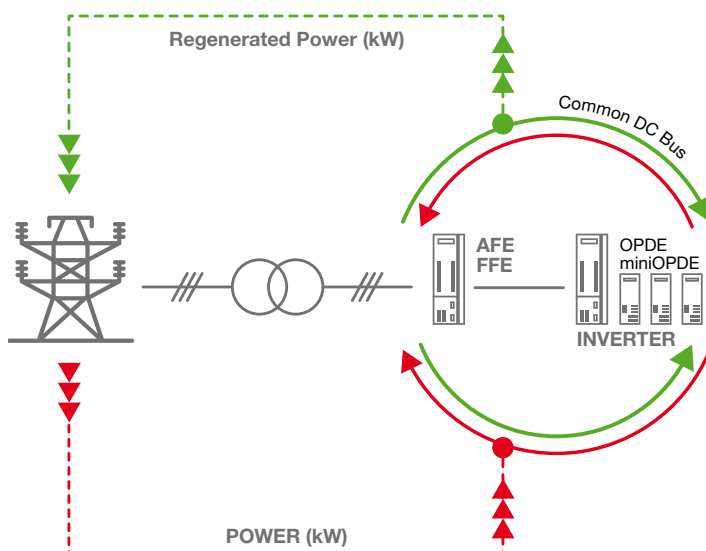 Regenerated Power (kW)
Common DC Bus
AFE
FFE
OPDE
miniOPDE
INVERTER
POWER (kW)